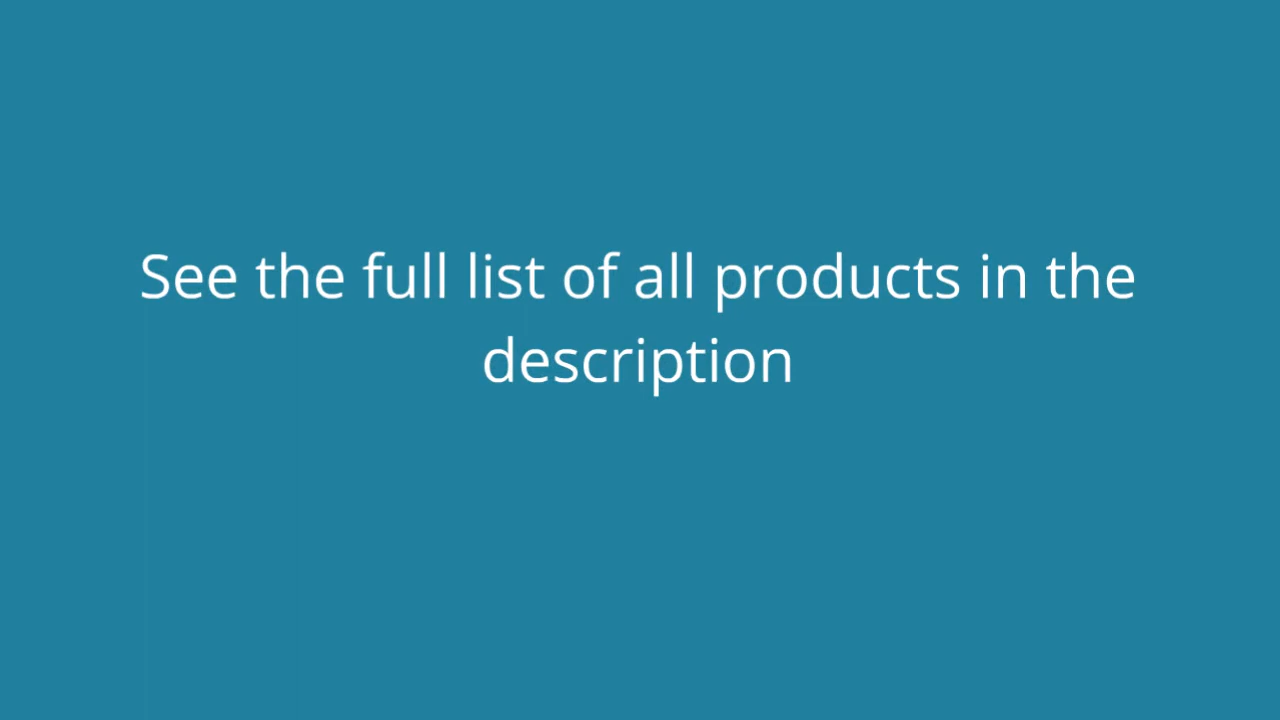 See the full list of all products in the
description